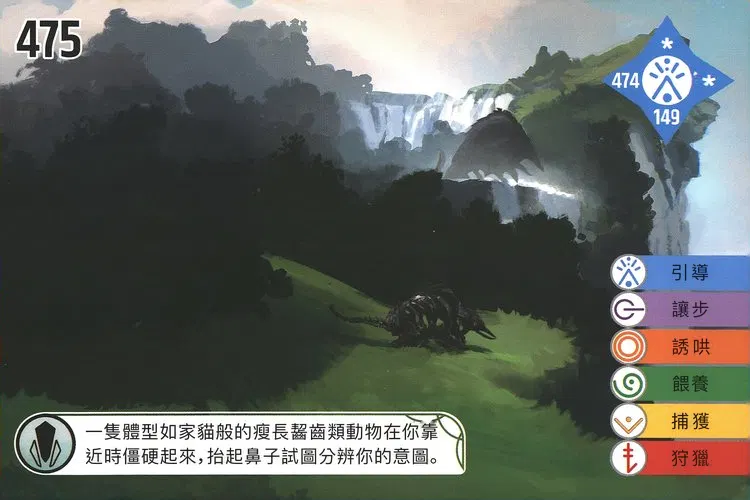 475
*
474
*
149
引導
讓步
誘哄
餵養
捕獲
狩獵
一隻體型如家貓般的瘦長齧齒類動物在你靠
近時僵硬起來，抬起鼻子試圖分辨你的意圖。